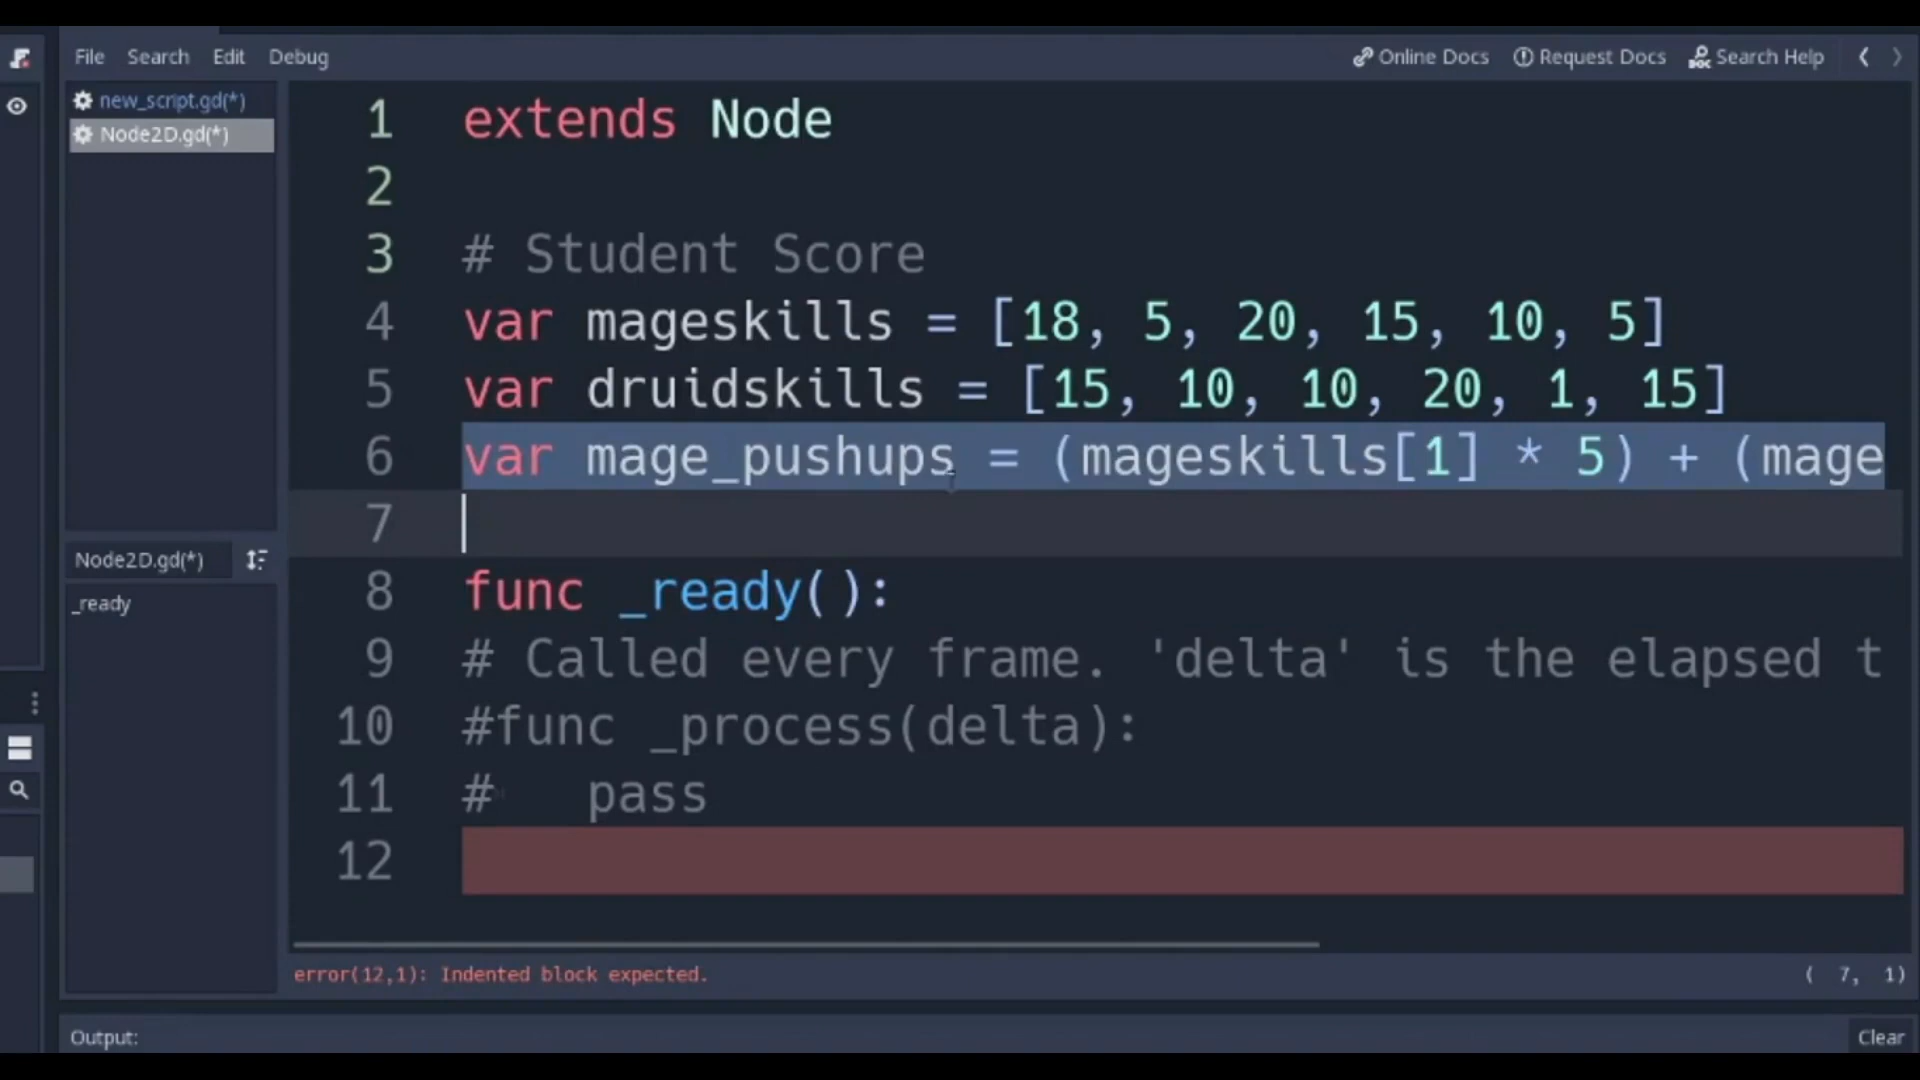 File Search Edit Debug
Online Docs Request Docs Search Help
new_script.gd(*)
Node2D.gd(*)
Node2D.gd(*)
_ready
1 extends Node
2
3 # Student Score
4 var mageskills = [18, 5, 20, 15, 10, 5]
5 var druidskills = [15, 10, 10, 20, 1, 15]
6 var mage_pushups = (mageskills[1] * 5) + (mage
7
8 func _ready():
9 # Called every frame. 'delta' is the elapsed t
10 #func _process(delta):
11 #   pass
12
error(12,1): Indented block expected.
( 7, 1)
Output:
Clear